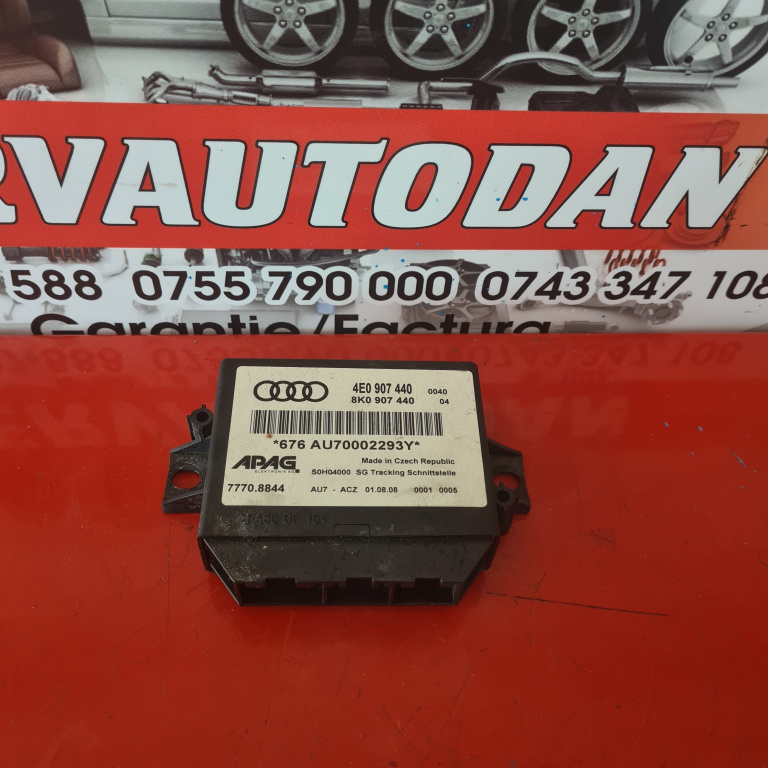 RVAUTODAN
588 0755 790 000 0743 347 108
Garantie/Factura
4E0 907 440 0040
8K0 907 440 04
*676 AU70002293Y*
APAG
ELEKTRONIK AG
Made in Czech Republic
S0H04000 SG Tracking Schnittstelle
7770.8844 AU7 - ACZ 01.08.08 0001 0005